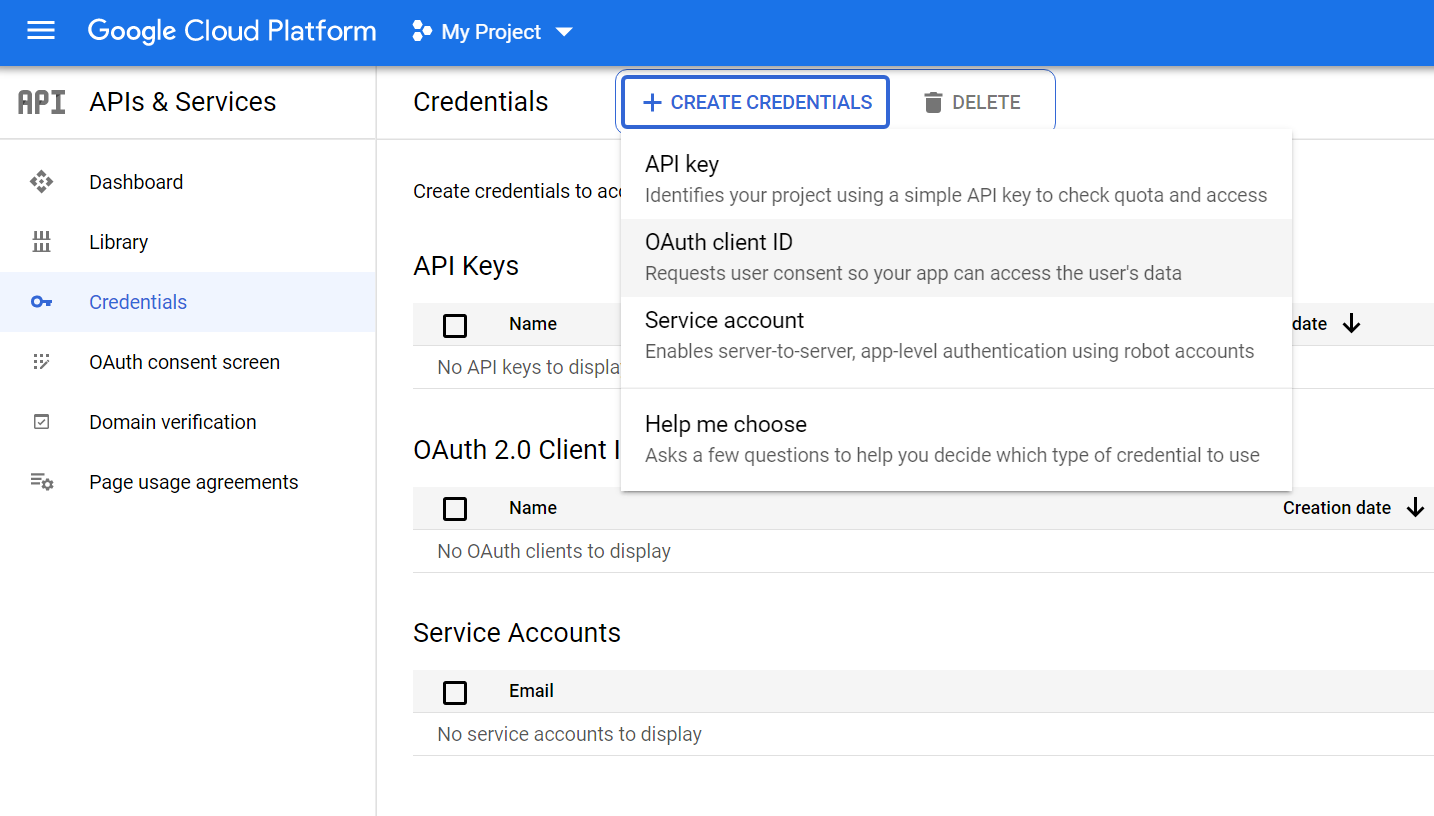 Google Cloud Platform
My Project
API
APIs & Services
Credentials
+ CREATE CREDENTIALS
DELETE
Dashboard
Library
Credentials
OAuth consent screen
Domain verification
Page usage agreements
Create credentials to
API key
Identifies your project using a simple API key to check quota and access
OAuth client ID
Requests user consent so your app can access the user's data
Service account
Enables server-to-server, app-level authentication using robot accounts
Help me choose
Asks a few questions to help you decide which type of credential to use
API Keys
Name
date
No API keys to
OAuth 2.0 Client
Name
Creation date
No OAuth clients to display
Service Accounts
Email
No service accounts to display